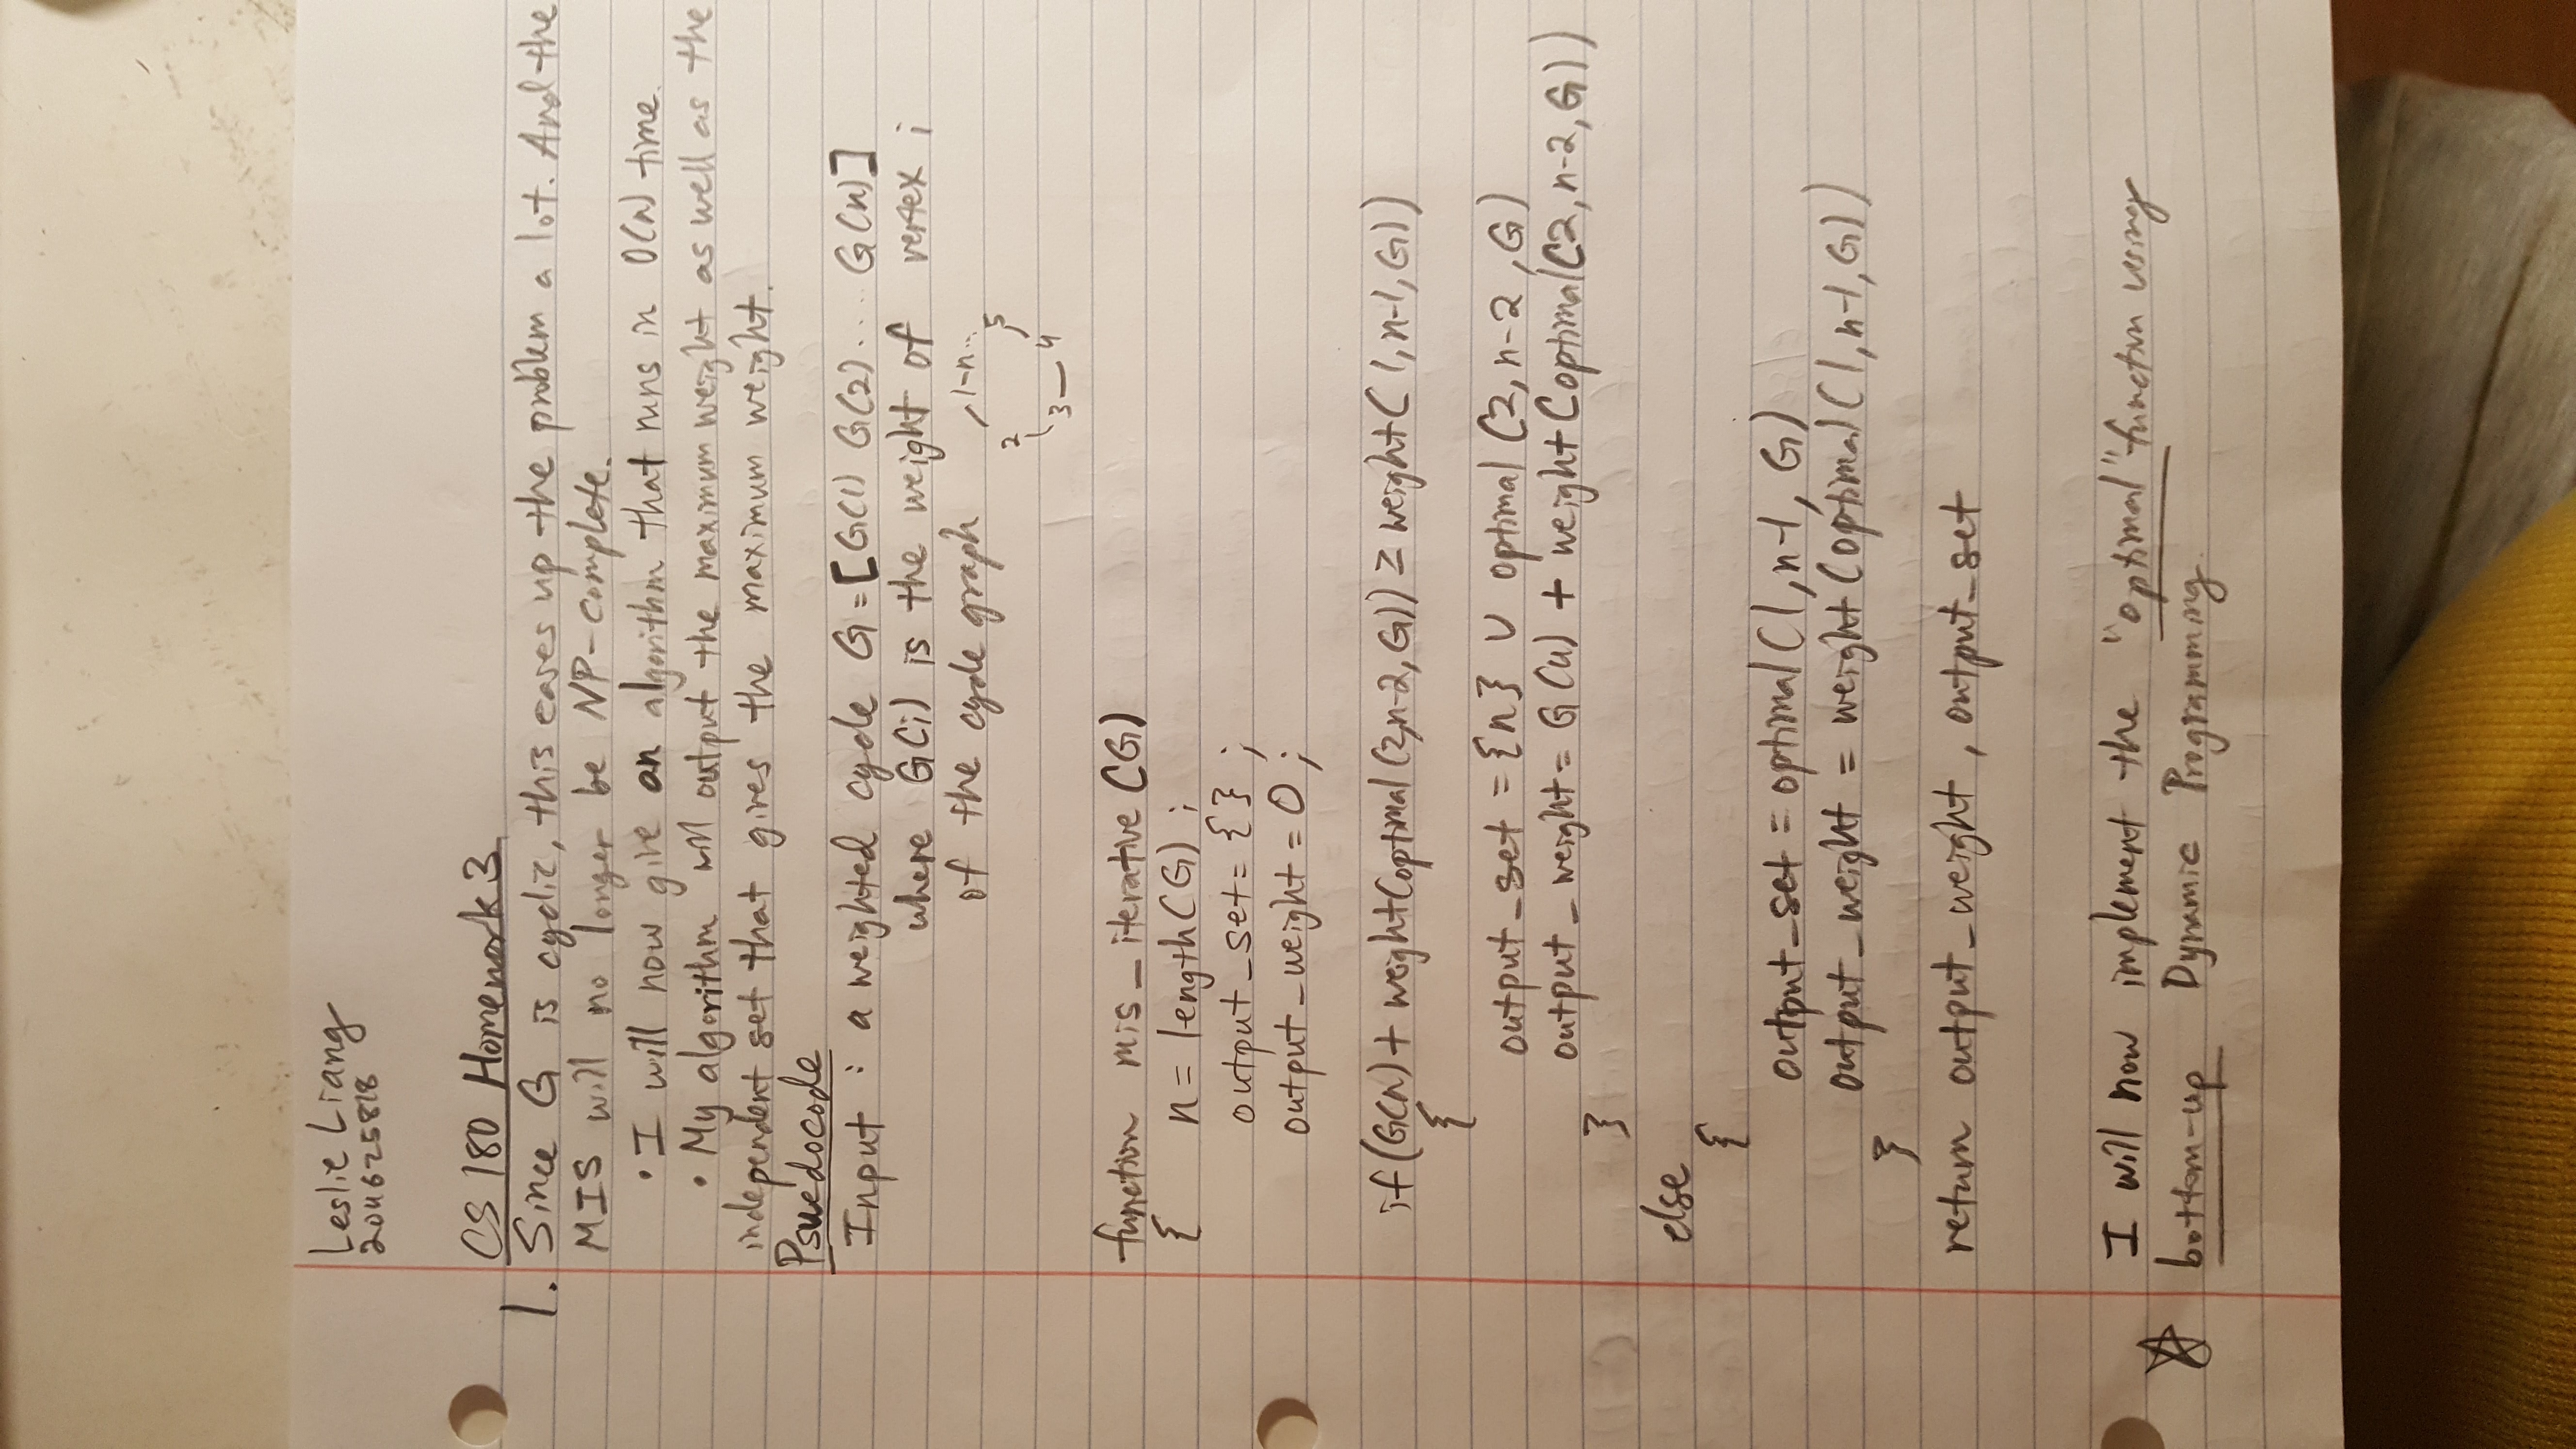 Leslie Liang
204625818
CS 180 Homework 3
1. Since G is cyclic, this eases up the problem a lot. And the
MIS will no longer be NP-complete.
• I will now give an algorithm that runs in O(n) time.
• My algorithm will output the maximum weight as well as the
independent set that gives the maximum weight.
Psuedocode
Input : a weighted cycle G=[G(1) G(2).... G(n)]
where G(i) is the weight of vertex i
of the cycle graph
1-n..
2 5
3 — 4
function mis_iterative (G)
{ n = length(G) ;
output_set= { } ;
output_weight = 0 ;
if (G(n) + weight(optimal (2,n-2, G)) ≥ weight( 1, n-1, G))
{
output_set = {n} ∪ optimal (2, n-2 , G)
output_weight = G(n) + weight(optimal(2, n-2, G))
}
else
{
output_set = optimal (1, n-1, G)
output_weight = weight (optimal (1, n-1, G))
}
return output_weight , output_set
I will now implement the "optimal" function using
bottom-up Dynamic Programming.